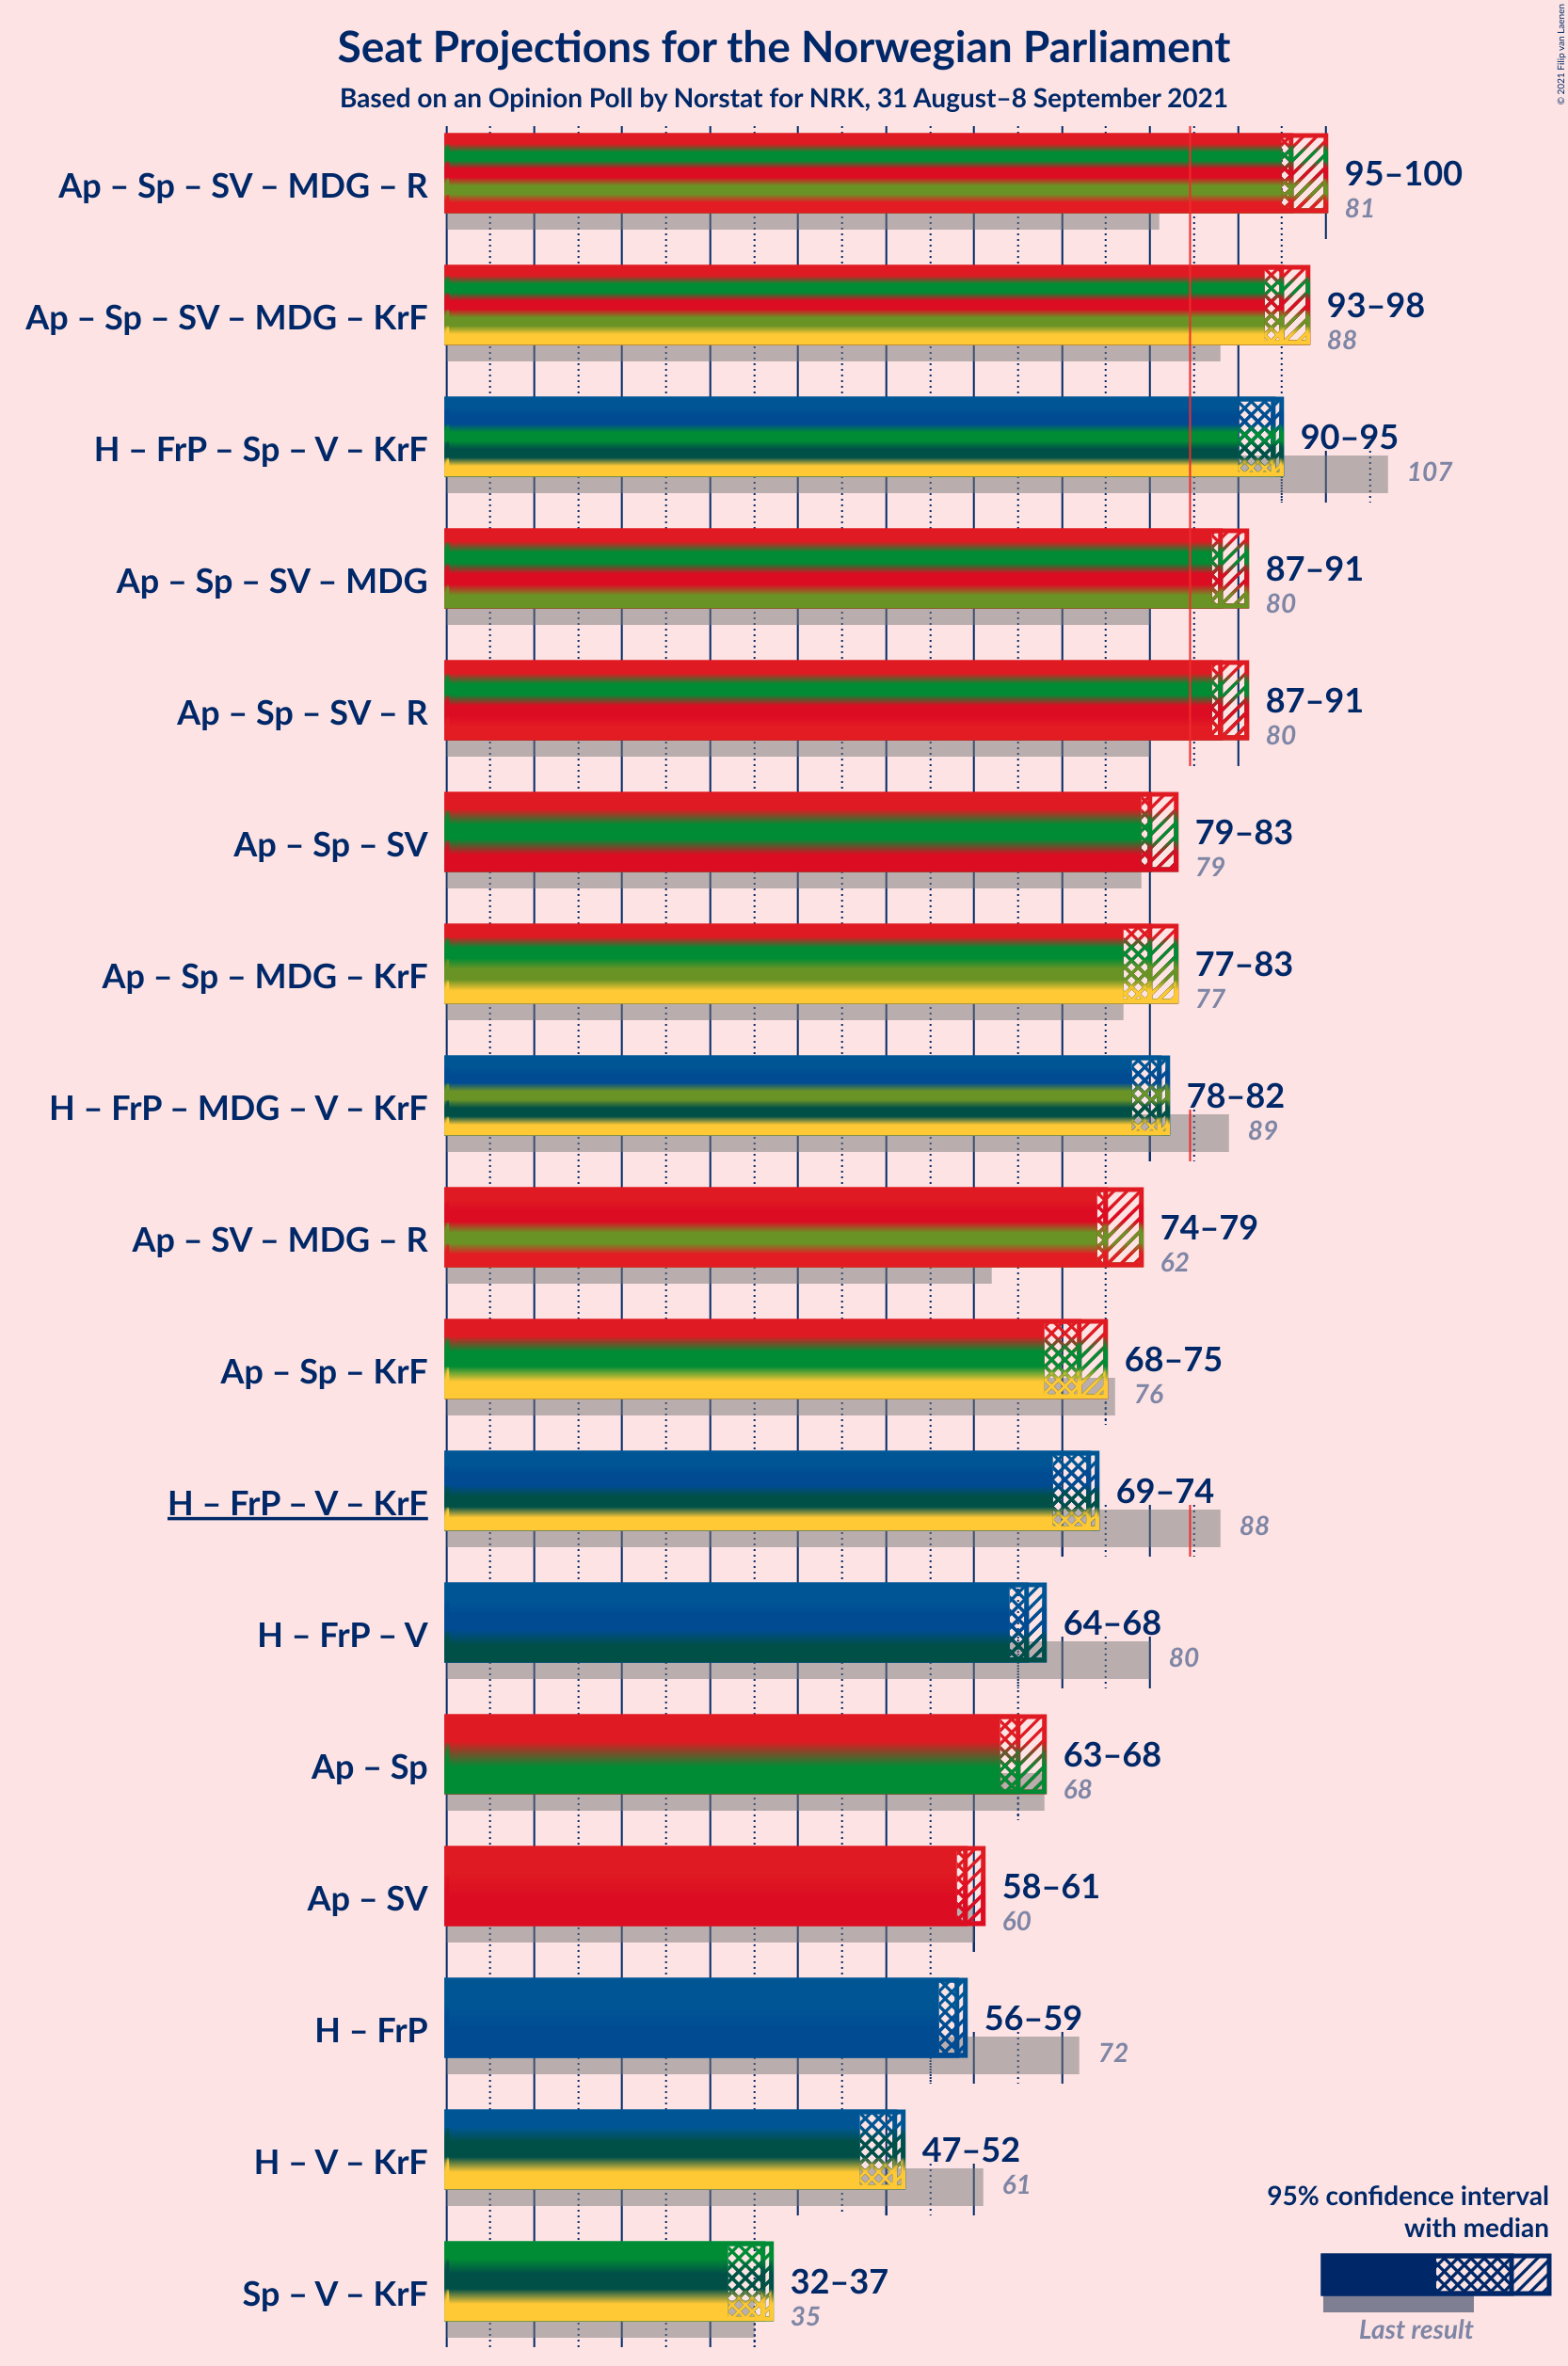 Seat Projections for the Norwegian Parliament
Based on an Opinion Poll by Norstat for NRK, 31 August–8 September 2021
© 2021 Filip van Laenen
Ap – Sp – SV – MDG – R
95–100
81
Ap – Sp – SV – MDG – KrF
93–98
88
H – FrP – Sp – V – KrF
90–95
107
Ap – Sp – SV – MDG
87–91
80
Ap – Sp – SV – R
87–91
80
Ap – Sp – SV
79–83
79
Ap – Sp – MDG – KrF
77–83
77
H – FrP – MDG – V – KrF
78–82
89
Ap – SV – MDG – R
74–79
62
Ap – Sp – KrF
68–75
76
H – FrP – V – KrF
69–74
88
H – FrP – V
64–68
80
Ap – Sp
63–68
68
Ap – SV
58–61
60
H – FrP
56–59
72
H – V – KrF
47–52
61
Sp – V – KrF
32–37
35
95% confidence interval
with median
Last result